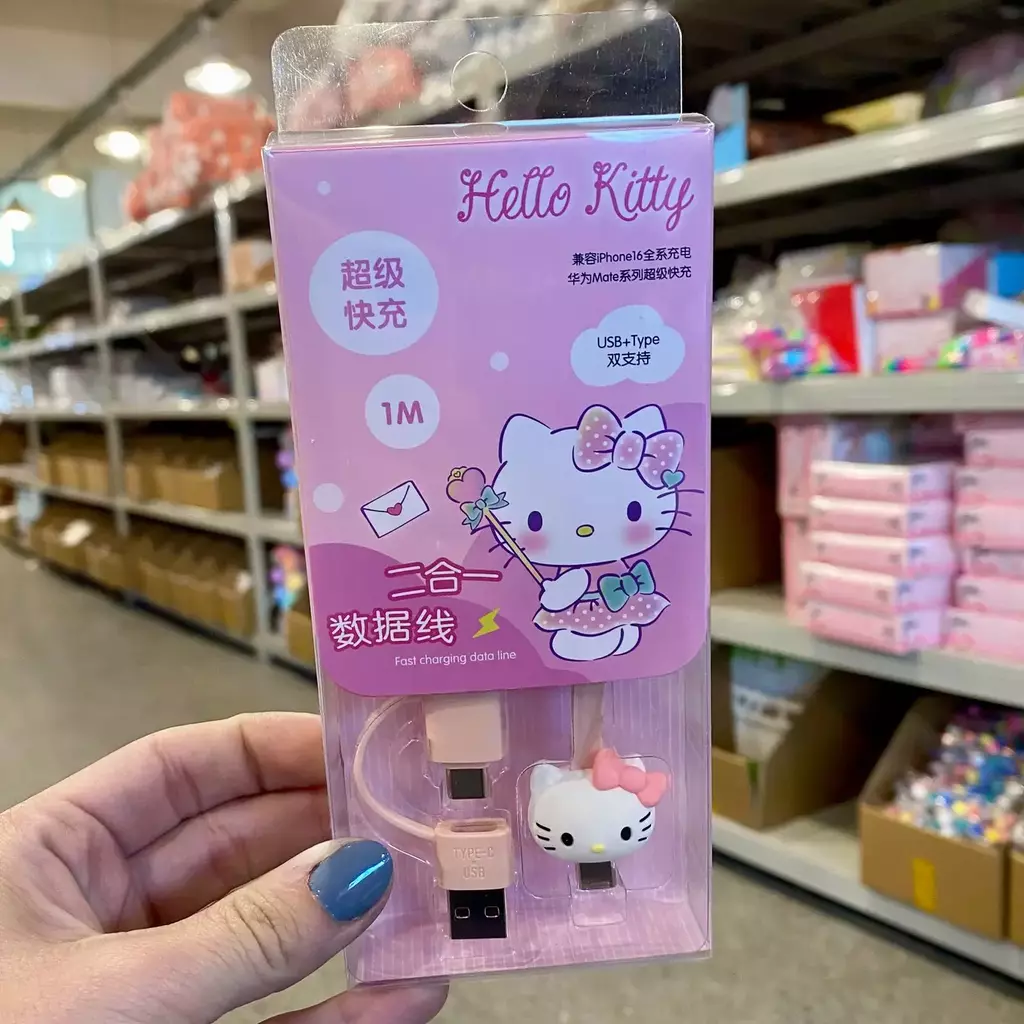 Hello Kitty
兼容iPhone16全系充电
华为Mate系列超级快充
超级
快充
USB+Type
双支持
1M
二合一
数据线
Fast charging data line
TYPE-C
USB